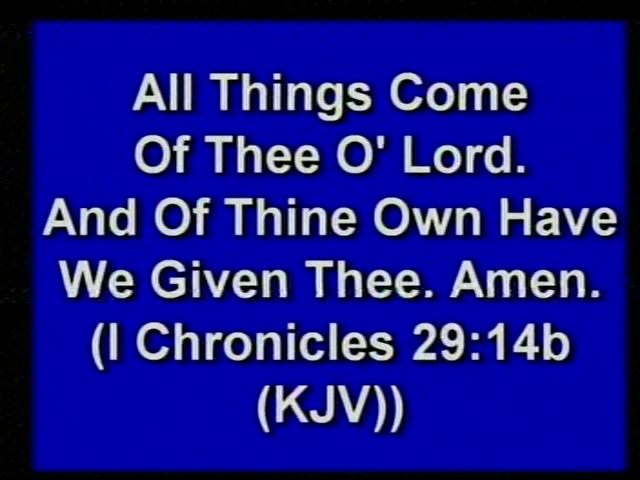 All Things Come
Of Thee O' Lord.
And Of Thine Own Have
We Given Thee. Amen.
(I Chronicles 29:14b
(KJV))